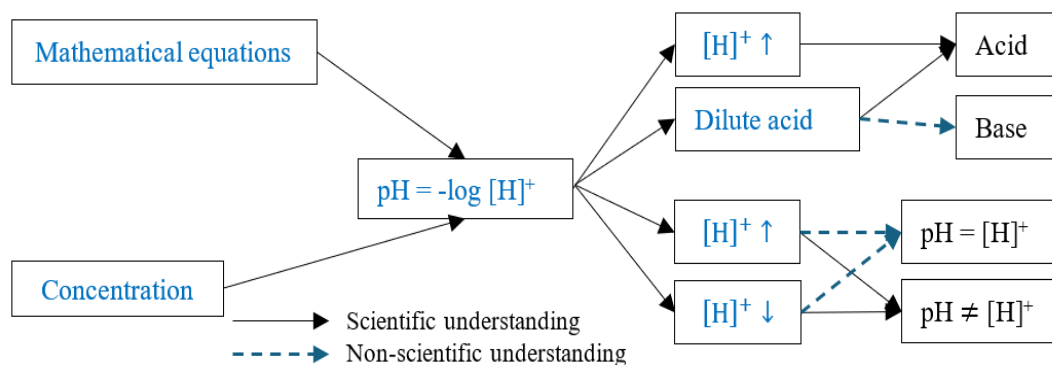 Mathematical equations
Concentration
pH = -log [H]⁺
[H]⁺ ↑
Dilute acid
[H]⁺ ↑
[H]⁺ ↓
Acid
Base
pH = [H]⁺
pH ≠ [H]⁺
Scientific understanding
Non-scientific understanding